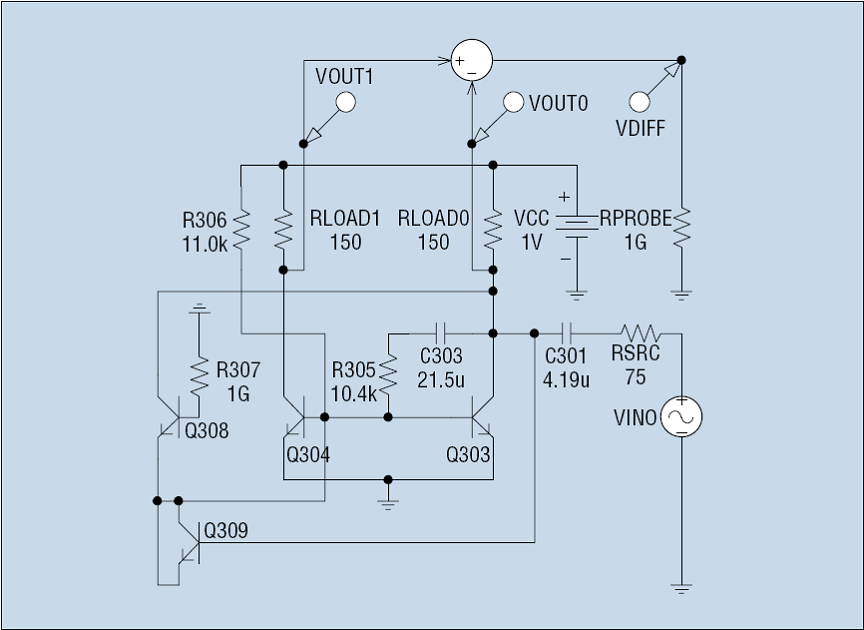 +
−
VOUT1
VOUT0
VDIFF
R306
11.0k
RLOAD1
150
RLOAD0
150
+
VCC
1V
−
RPROBE
1G
R307
1G
R305
10.4k
C303
21.5u
C301
4.19u
RSRC
75
+
VINO
−
Q308
Q304
Q303
Q309